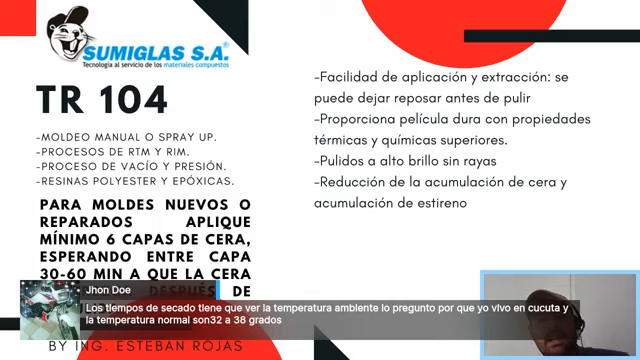 SUMIGLAS S.A.®
Tecnología al servicio de los materiales compuestos
TR 104
-MOLDEO MANUAL O SPRAY UP.
-PROCESOS DE RTM Y RIM.
-PROCESO DE VACÍO Y PRESIÓN.
-RESINAS POLYESTER Y EPÓXICAS.
PARA MOLDES NUEVOS O
REPARADOS APLIQUE
MÍNIMO 6 CAPAS DE CERA,
ESPERANDO ENTRE CAPA
30-60 MIN A QUE LA CERA
DESPUÉS DE
BY ING. ESTEBAN ROJAS
-Facilidad de aplicación y extracción: se
puede dejar reposar antes de pulir
-Proporciona película dura con propiedades
térmicas y químicas superiores.
-Pulidos a alto brillo sin rayas
-Reducción de la acumulación de cera y
acumulación de estireno
Jhon Doe
Los tiempos de secado tiene que ver la temperatura ambiente lo pregunto por que yo vivo en cucuta y
la temperatura normal son32 a 38 grados